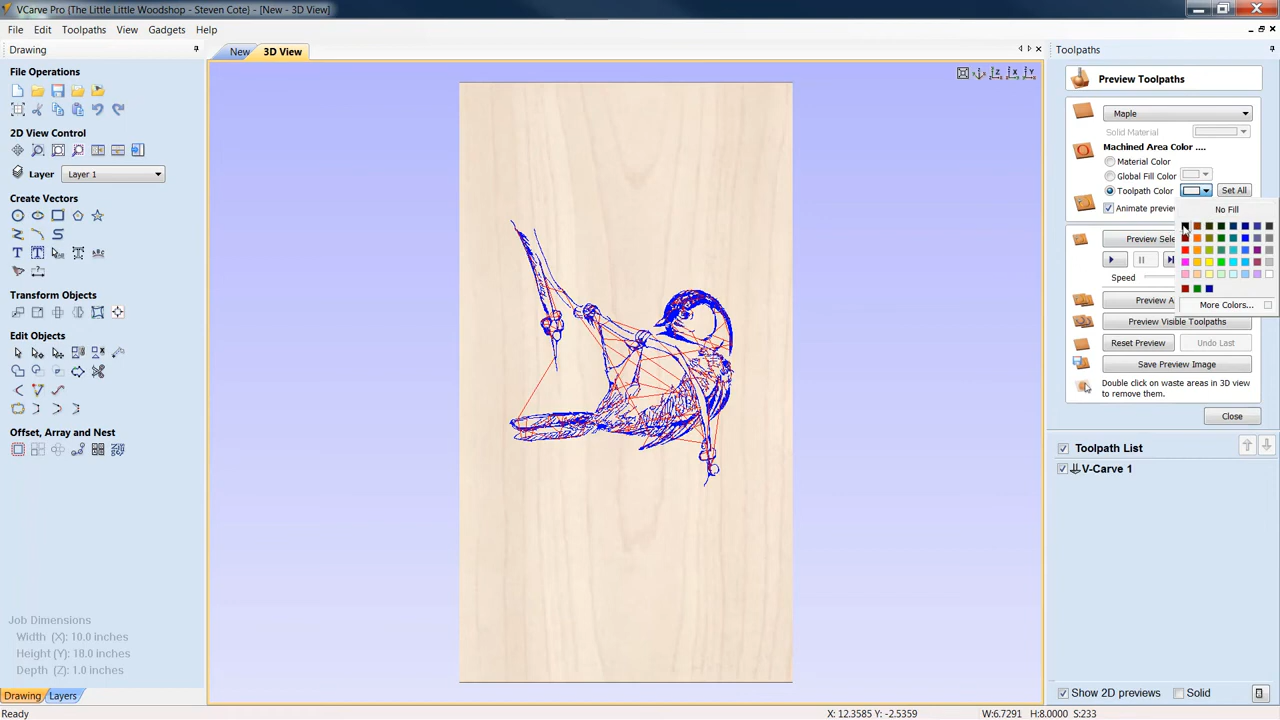 VCarve Pro (The Little Little Woodshop - Steven Cote) - [New - 3D View]
File Edit Toolpaths View Gadgets Help
Drawing
File Operations
2D View Control
Layer Layer 1
Create Vectors
Transform Objects
Edit Objects
Offset, Array and Nest
Job Dimensions
Width (X): 10.0 inches
Height (Y): 18.0 inches
Depth (Z): 1.0 inches
Drawing Layers
Ready
New 3D View
Toolpaths
Preview Toolpaths
Maple
Solid Material
Machined Area Color ....
Material Color
Global Fill Color
Toolpath Color Set All
Animate preview
No Fill
More Colors...
Preview Sele
Speed
Preview A
Preview Visible Toolpaths
Reset Preview Undo Last
Save Preview Image
Double click on waste areas in 3D view
to remove them.
Close
Toolpath List
V-Carve 1
Show 2D previews Solid
X: 12.3585 Y: -2.5359 W:6.7291 H:8.0000 S:233